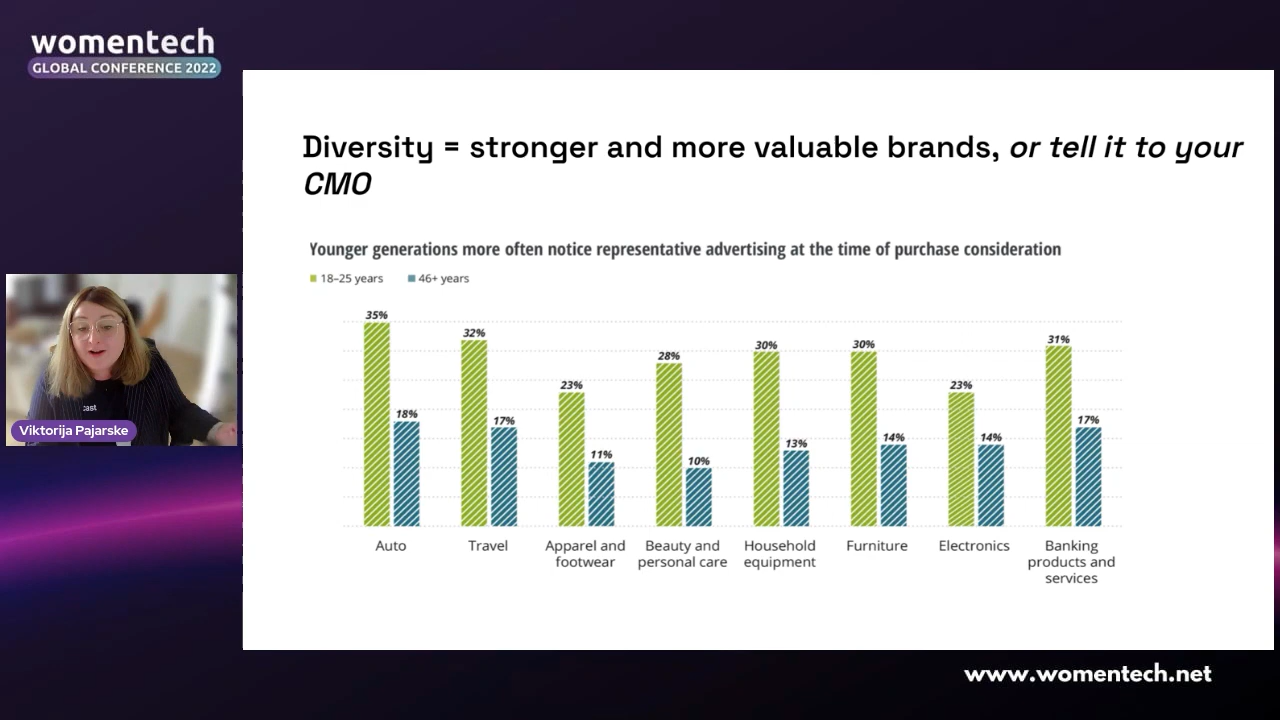 womentech
GLOBAL CONFERENCE 2022
Diversity = stronger and more valuable brands, or tell it to your
CMO
Younger generations more often notice representative advertising at the time of purchase consideration
18–25 years 46+ years
35%
18%
32%
17%
23%
11%
28%
10%
30%
13%
30%
14%
23%
14%
31%
17%
Auto
Travel
Apparel and
footwear
Beauty and
personal care
Household
equipment
Furniture
Electronics
Banking
products and
services
cast
Viktorija Pajarske
www.womentech.net